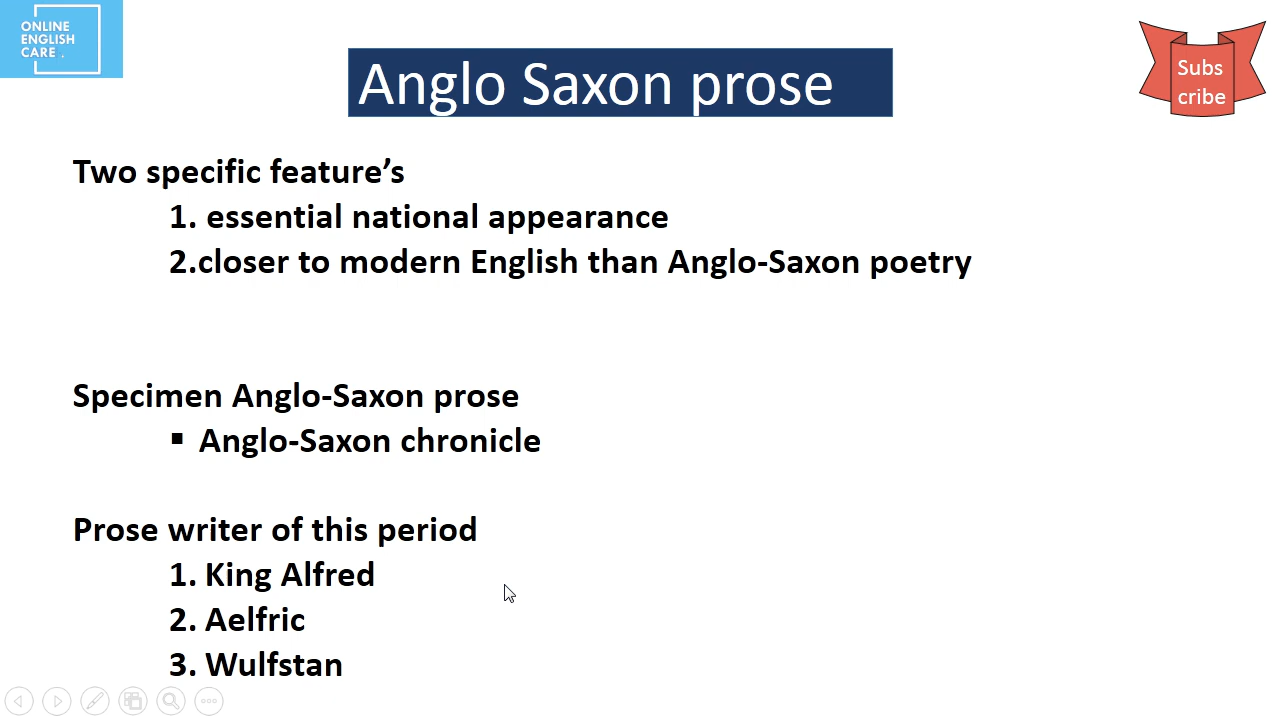 ONLINE
ENGLISH
CARE .
Anglo Saxon prose
Subs
cribe
Two specific feature’s
1. essential national appearance
2.closer to modern English than Anglo-Saxon poetry
Specimen Anglo-Saxon prose
▪ Anglo-Saxon chronicle
Prose writer of this period
1. King Alfred
2. Aelfric
3. Wulfstan